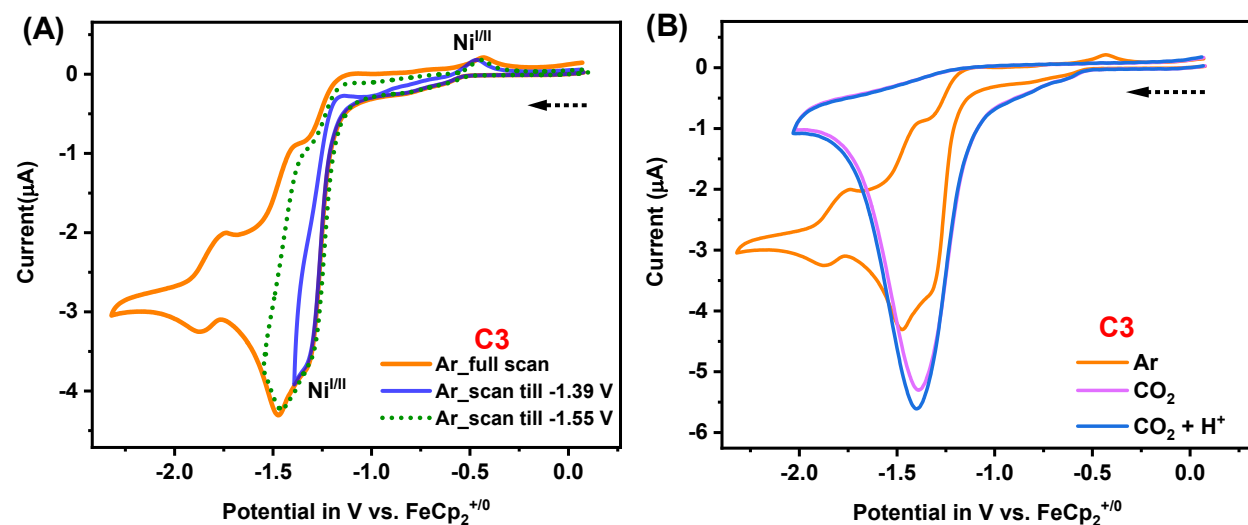 (A)
Ni^I/II
0
-1
-2
-3
-4
Current(µA)
C3
Ar_full scan
Ar_scan till -1.39 V
Ar_scan till -1.55 V
Ni^I/II
-2.0 -1.5 -1.0 -0.5 0.0
Potential in V vs. FeCp₂⁺ᐟ⁰
(B)
0
-1
-2
-3
-4
-5
-6
Current (µA)
C3
Ar
CO₂
CO₂ + H⁺
-2.0 -1.5 -1.0 -0.5 0.0
Potential in V vs. FeCp₂⁺ᐟ⁰